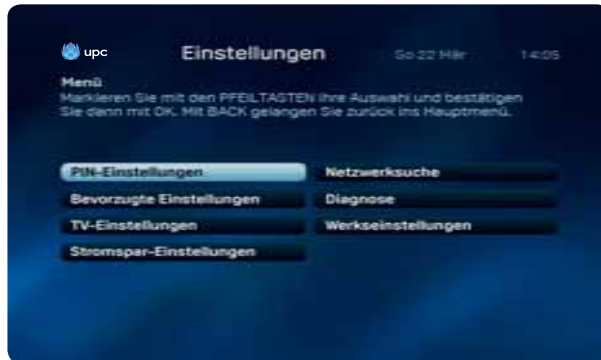 upc Einstellungen So 22 Mär 14:05
Menü
Markieren Sie mit den PFEILTASTEN Ihre Auswahl und bestätigen
Sie dann mit OK. Mit BACK gelangen Sie zurück ins Hauptmenü.
PIN-Einstellungen Netzwerksuche
Bevorzugte Einstellungen Diagnose
TV-Einstellungen Werkseinstellungen
Stromspar-Einstellungen